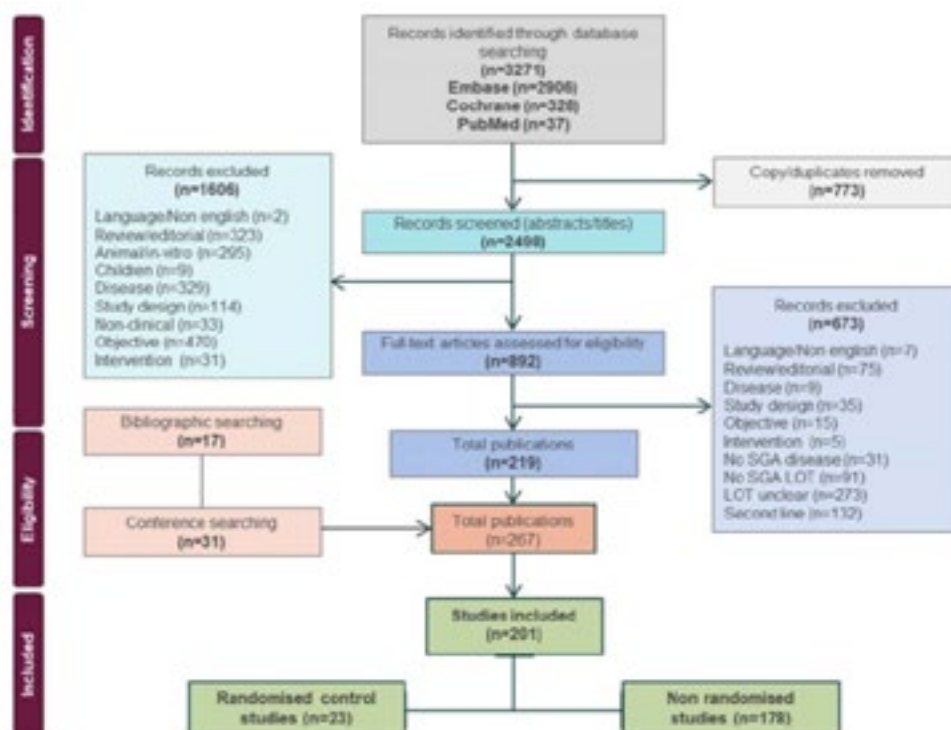 Identification
Records identified through database
searching
(n=3271)
Embase (n=2906)
Cochrane (n=328)
PubMed (n=37)
Copy/duplicates removed
(n=773)
Screening
Records excluded
(n=1606)
Language/Non english (n=2)
Review/editorial (n=323)
Animal/in-vitro (n=295)
Children (n=9)
Disease (n=329)
Study design (n=114)
Non-clinical (n=33)
Objective (n=470)
Intervention (n=31)
Records screened (abstracts/titles)
(n=2498)
Full-text articles assessed for eligibility
(n=892)
Records excluded
(n=673)
Language/Non english (n=7)
Review/editorial (n=75)
Disease (n=9)
Study design (n=35)
Objective (n=15)
Intervention (n=5)
No SGA disease (n=31)
No SGA LOT (n=91)
LOT unclear (n=273)
Second line (n=132)
Eligibility
Bibliographic searching
(n=17)
Total publications
(n=219)
Conference searching
(n=31)
Total publications
(n=267)
Included
Studies included
(n=201)
Randomised control
studies (n=23)
Non randomised
studies (n=178)